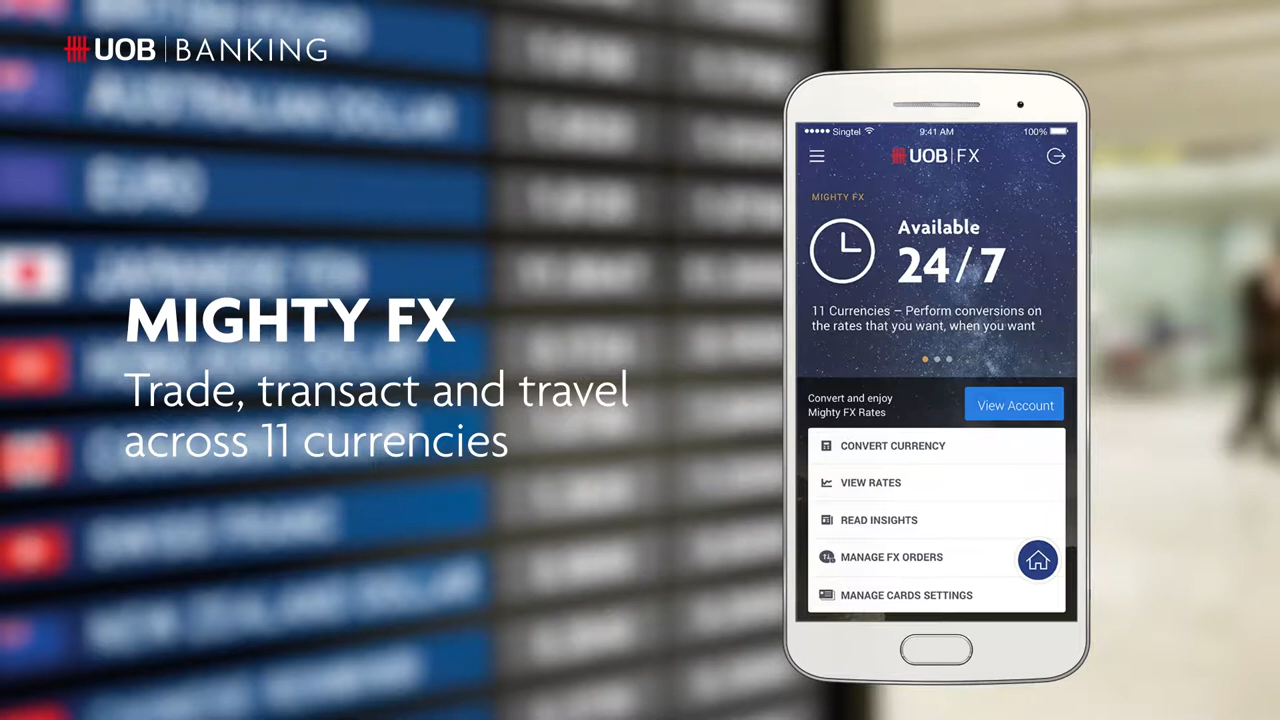 UOB | BANKING
MIGHTY FX
Trade, transact and travel
across 11 currencies
Singtel
9:41 AM
100%
UOB | FX
MIGHTY FX
Available
24/7
11 Currencies – Perform conversions on
the rates that you want, when you want
Convert and enjoy
Mighty FX Rates
View Account
CONVERT CURRENCY
VIEW RATES
READ INSIGHTS
MANAGE FX ORDERS
MANAGE CARDS SETTINGS